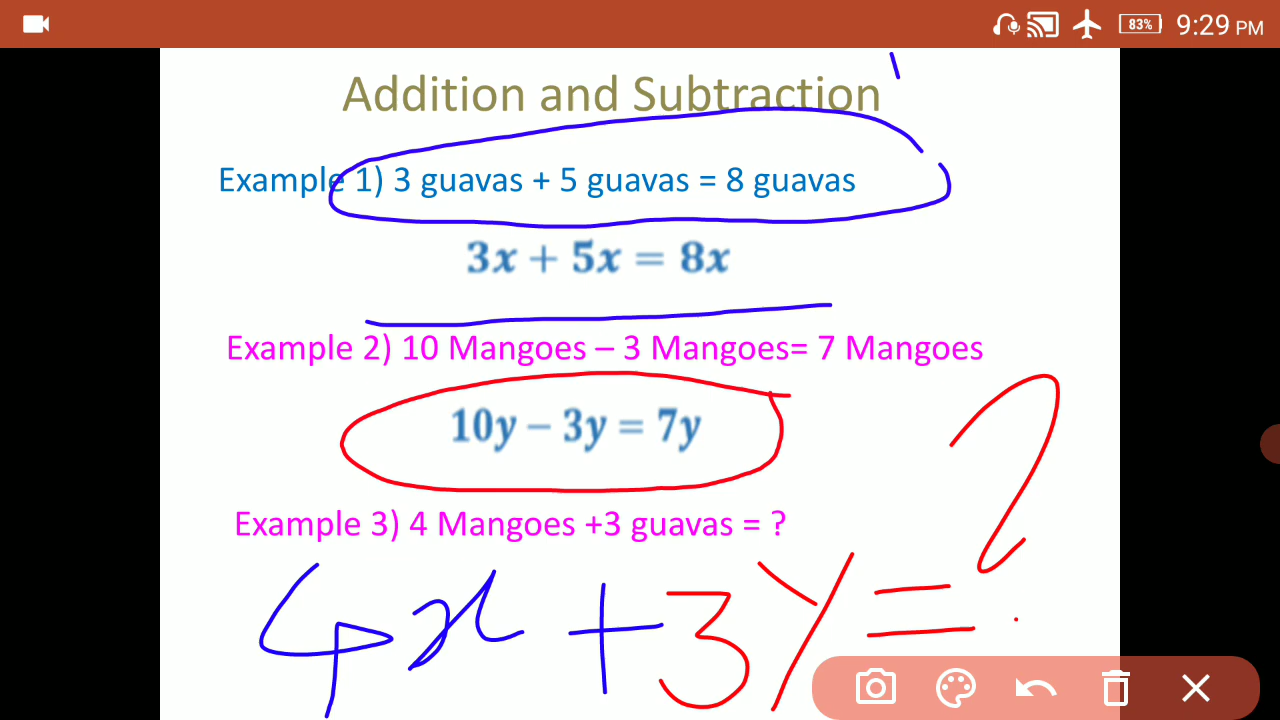 83% 9:29 PM
Addition and Subtraction
Example 1) 3 guavas + 5 guavas = 8 guavas
3x + 5x = 8x
Example 2) 10 Mangoes – 3 Mangoes= 7 Mangoes
10y – 3y = 7y
Example 3) 4 Mangoes +3 guavas = ?
4x + 3y = ?